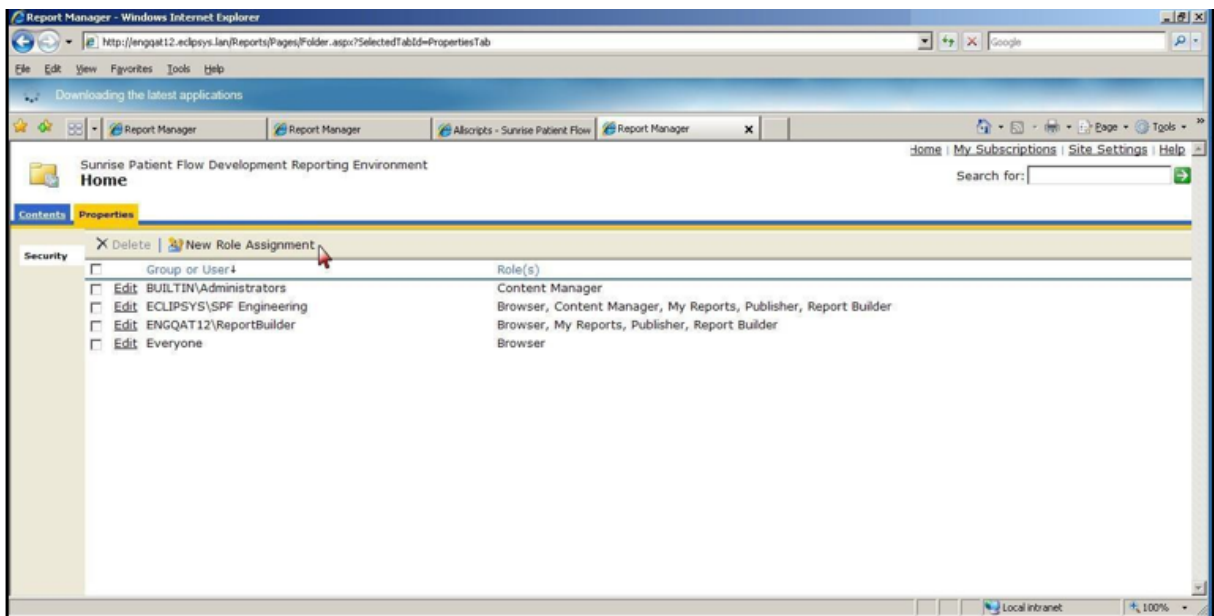 Report Manager - Windows Internet Explorer
http://engqat12.eclipsys.lan/Reports/Pages/Folder.aspx?SelectedTabId=PropertiesTab
Google
File Edit View Favorites Tools Help
Downloading the latest applications
Report Manager Report Manager Allscripts - Sunrise Patient Flow Report Manager x Page Tools
Home | My Subscriptions | Site Settings | Help
Sunrise Patient Flow Development Reporting Environment
Home
Search for:
Contents Properties
Delete | New Role Assignment
Security
Group or User↓ Role(s)
Edit BUILTIN\Administrators Content Manager
Edit ECLIPSYS\SPF Engineering Browser, Content Manager, My Reports, Publisher, Report Builder
Edit ENGQAT12\ReportBuilder Browser, My Reports, Publisher, Report Builder
Edit Everyone Browser
Local intranet 100%